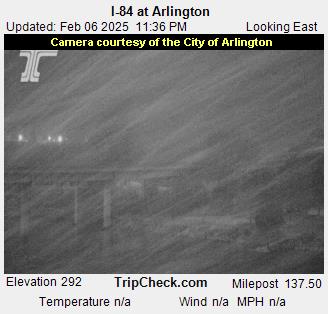 I-84 at Arlington
Updated: Feb 06 2025 11:36 PM Looking East
Camera courtesy of the City of Arlington
Elevation 292 TripCheck.com Milepost 137.50
Temperature n/a Wind n/a MPH n/a